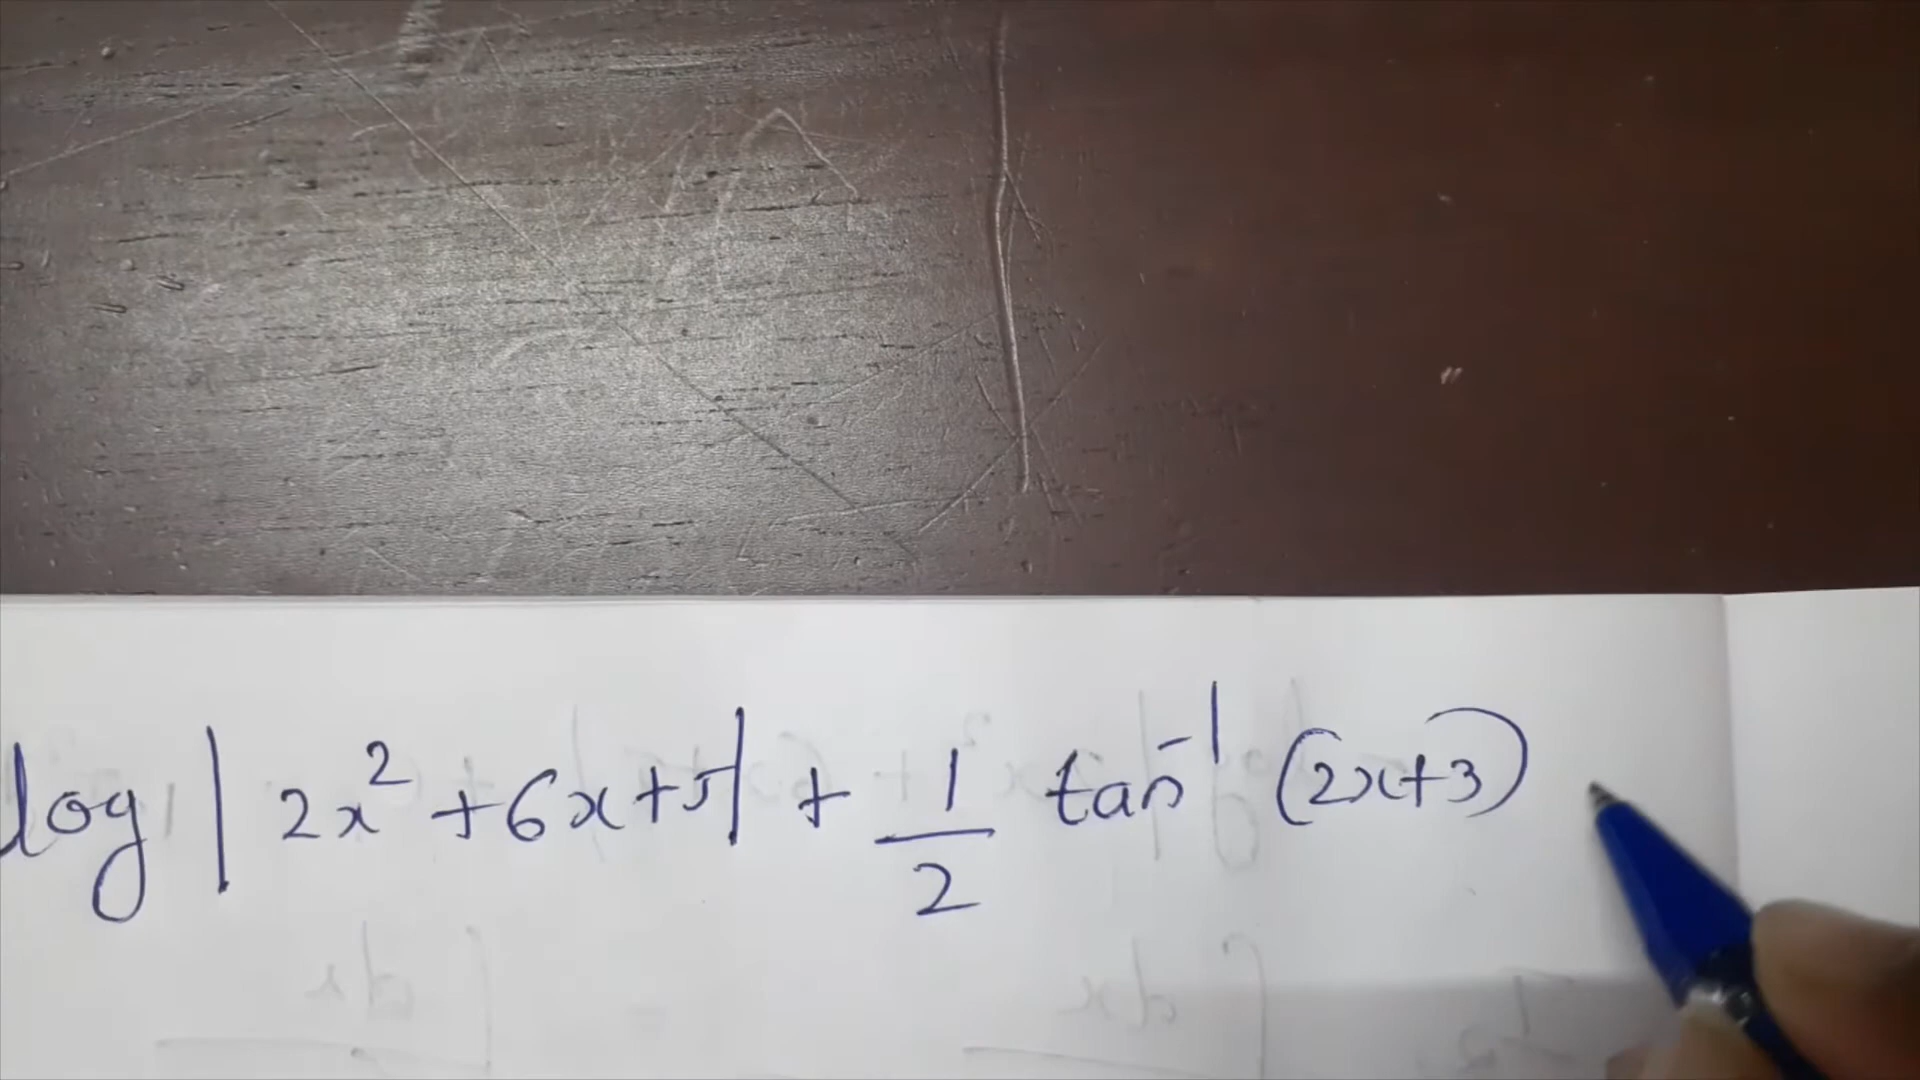 log | 2x² + 6x + 5 | + 1/2 tan⁻¹ (2x+3)